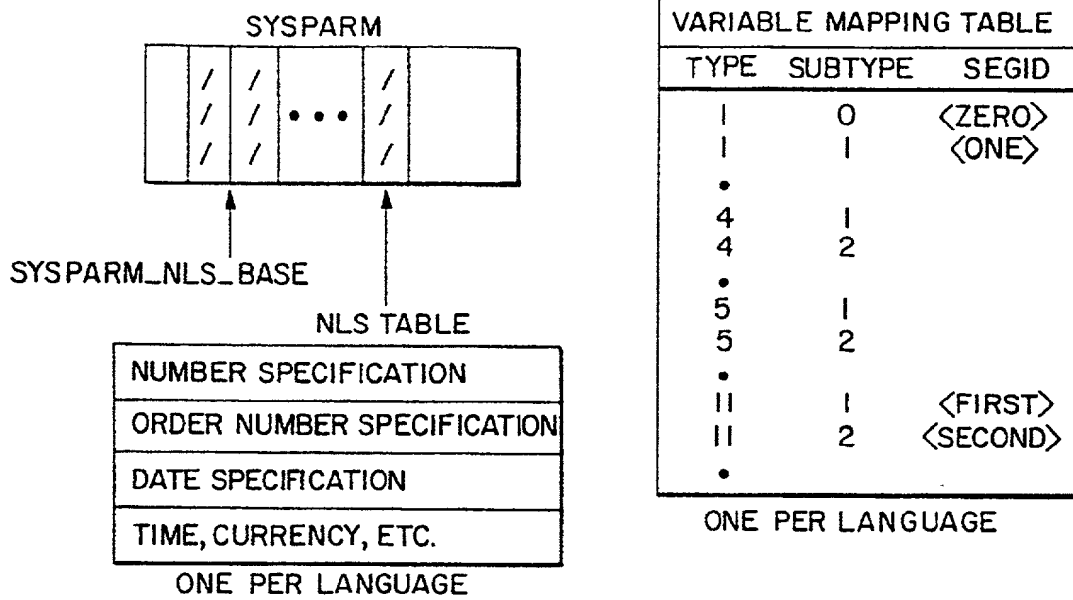 SYSPARM
/ / /
/ / • • • /
/ / /
SYSPARM_NLS_BASE
NLS TABLE
NUMBER SPECIFICATION
ORDER NUMBER SPECIFICATION
DATE SPECIFICATION
TIME, CURRENCY, ETC.
ONE PER LANGUAGE
VARIABLE MAPPING TABLE
TYPE SUBTYPE SEGID
1 0 <ZERO>
1 1 <ONE>
•
4 1
4 2
•
5 1
5 2
•
11 1 <FIRST>
11 2 <SECOND>
•
ONE PER LANGUAGE